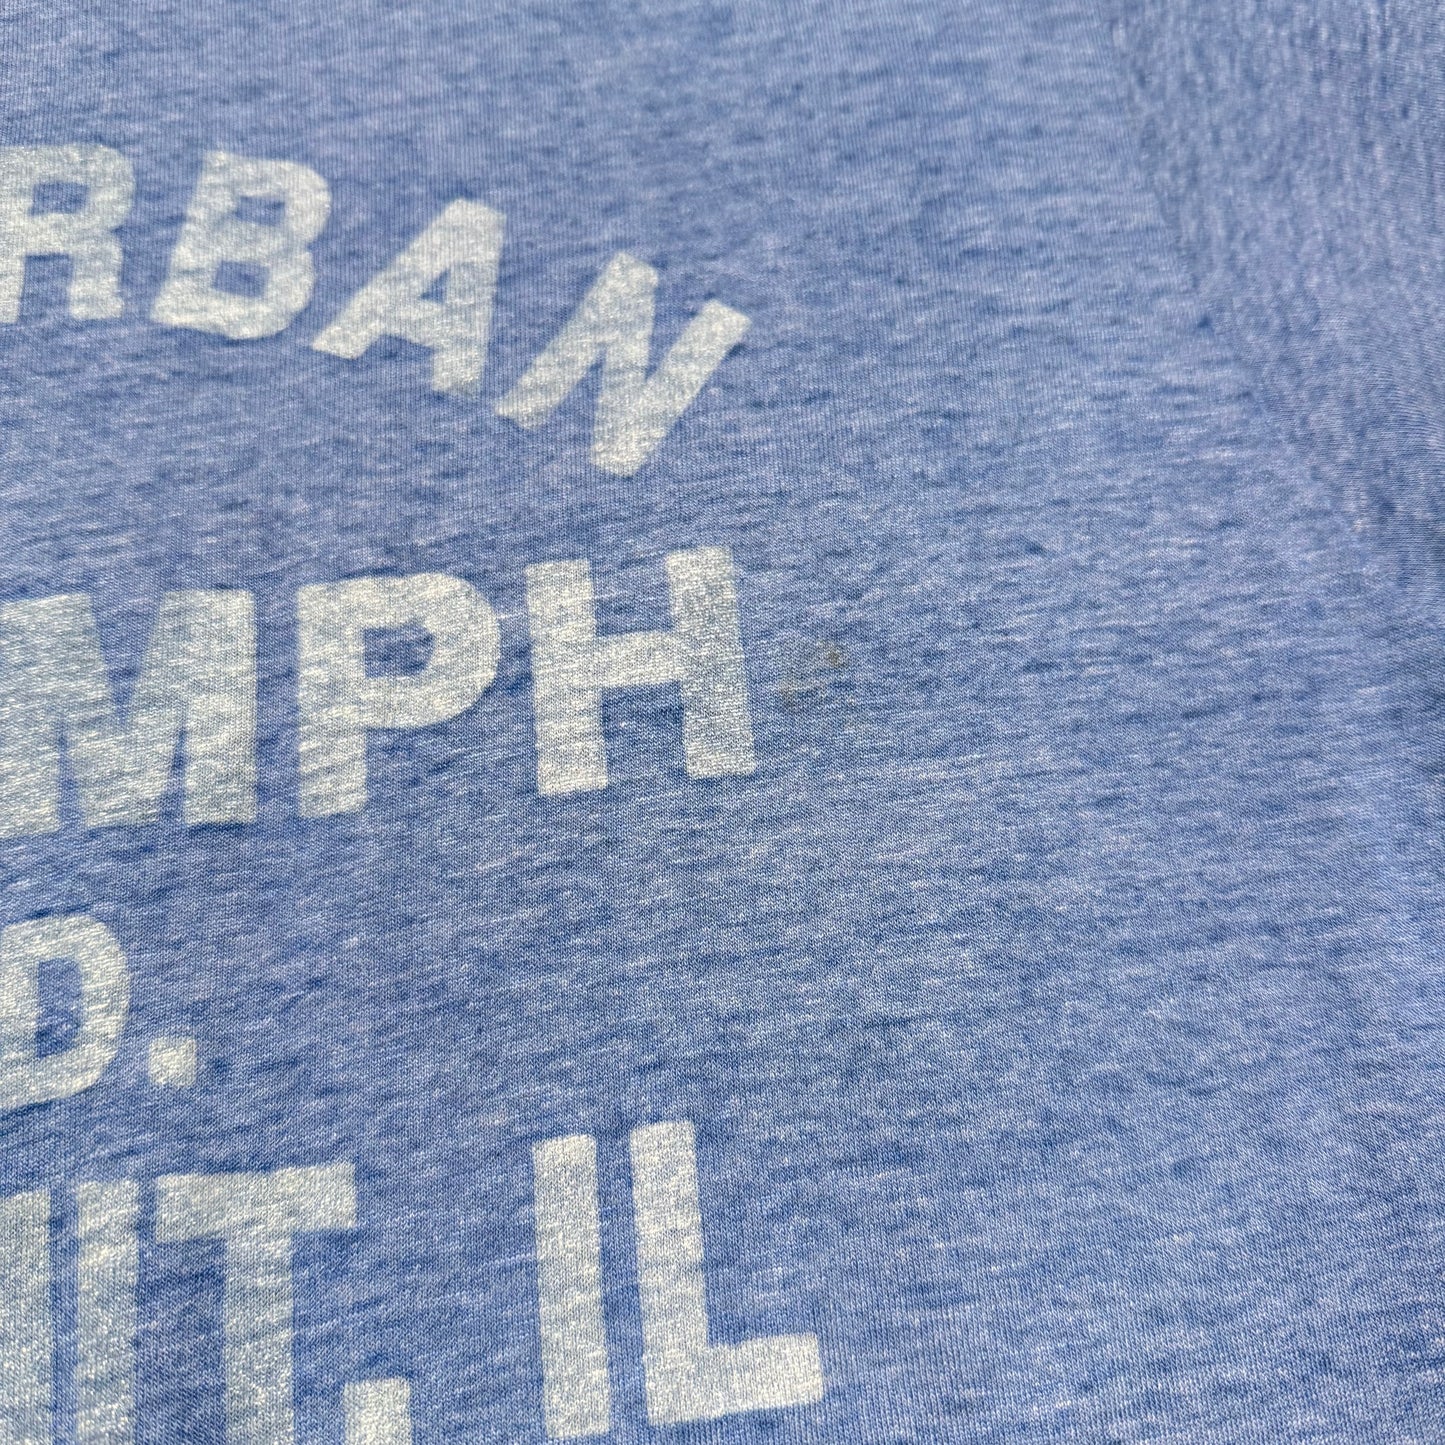 RBAN
MPH
D.
IT, IL